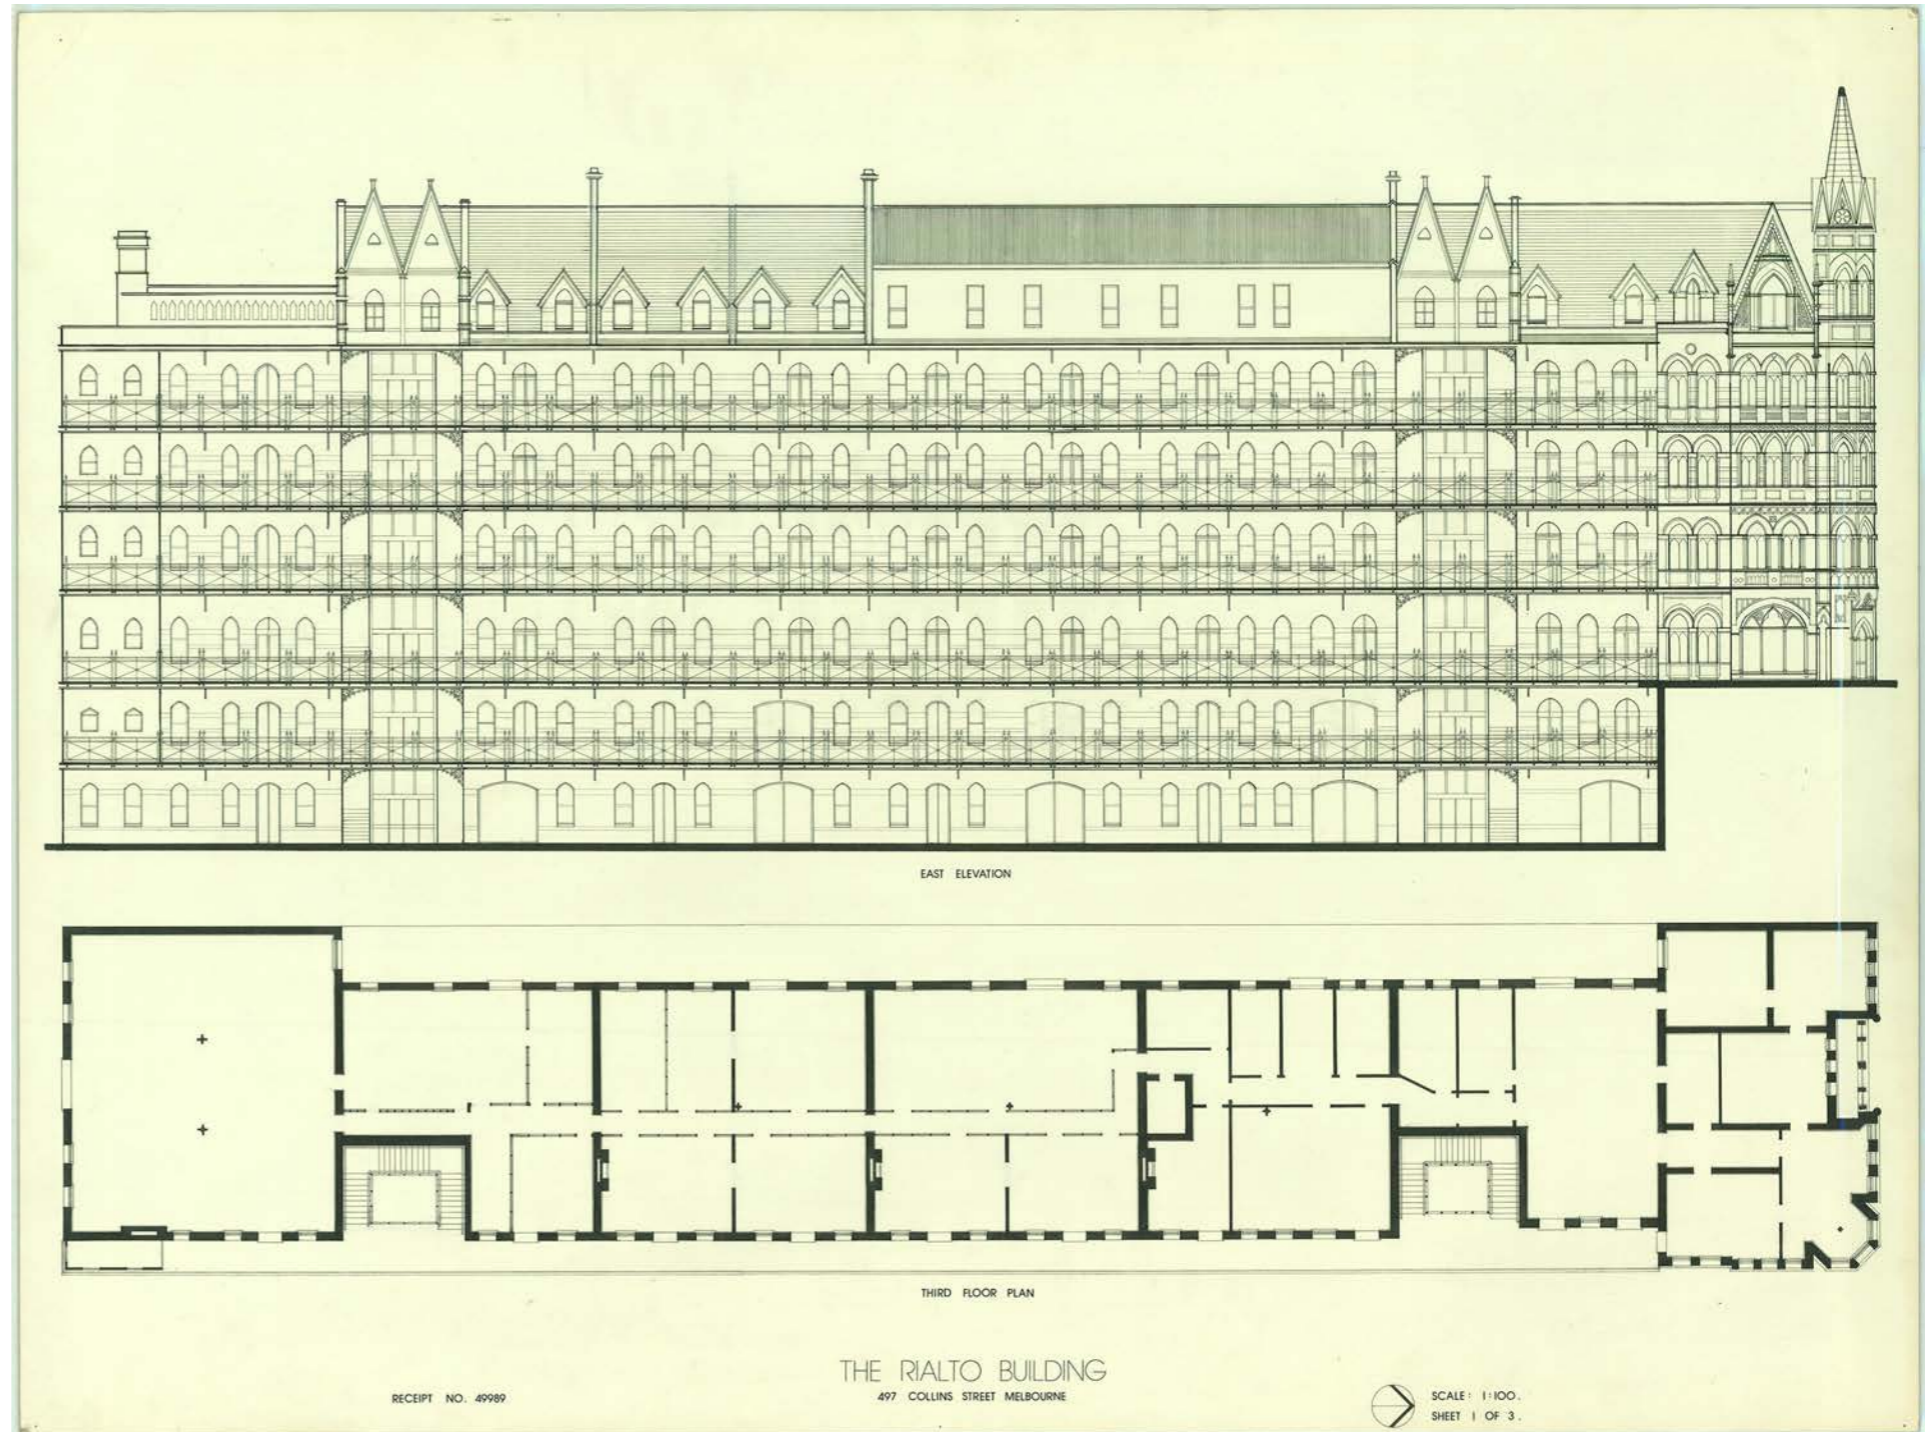 EAST ELEVATION
THIRD FLOOR PLAN
THE RIALTO BUILDING
497 COLLINS STREET MELBOURNE
RECEIPT NO. 49989
SCALE: 1:100.
SHEET 1 OF 3.